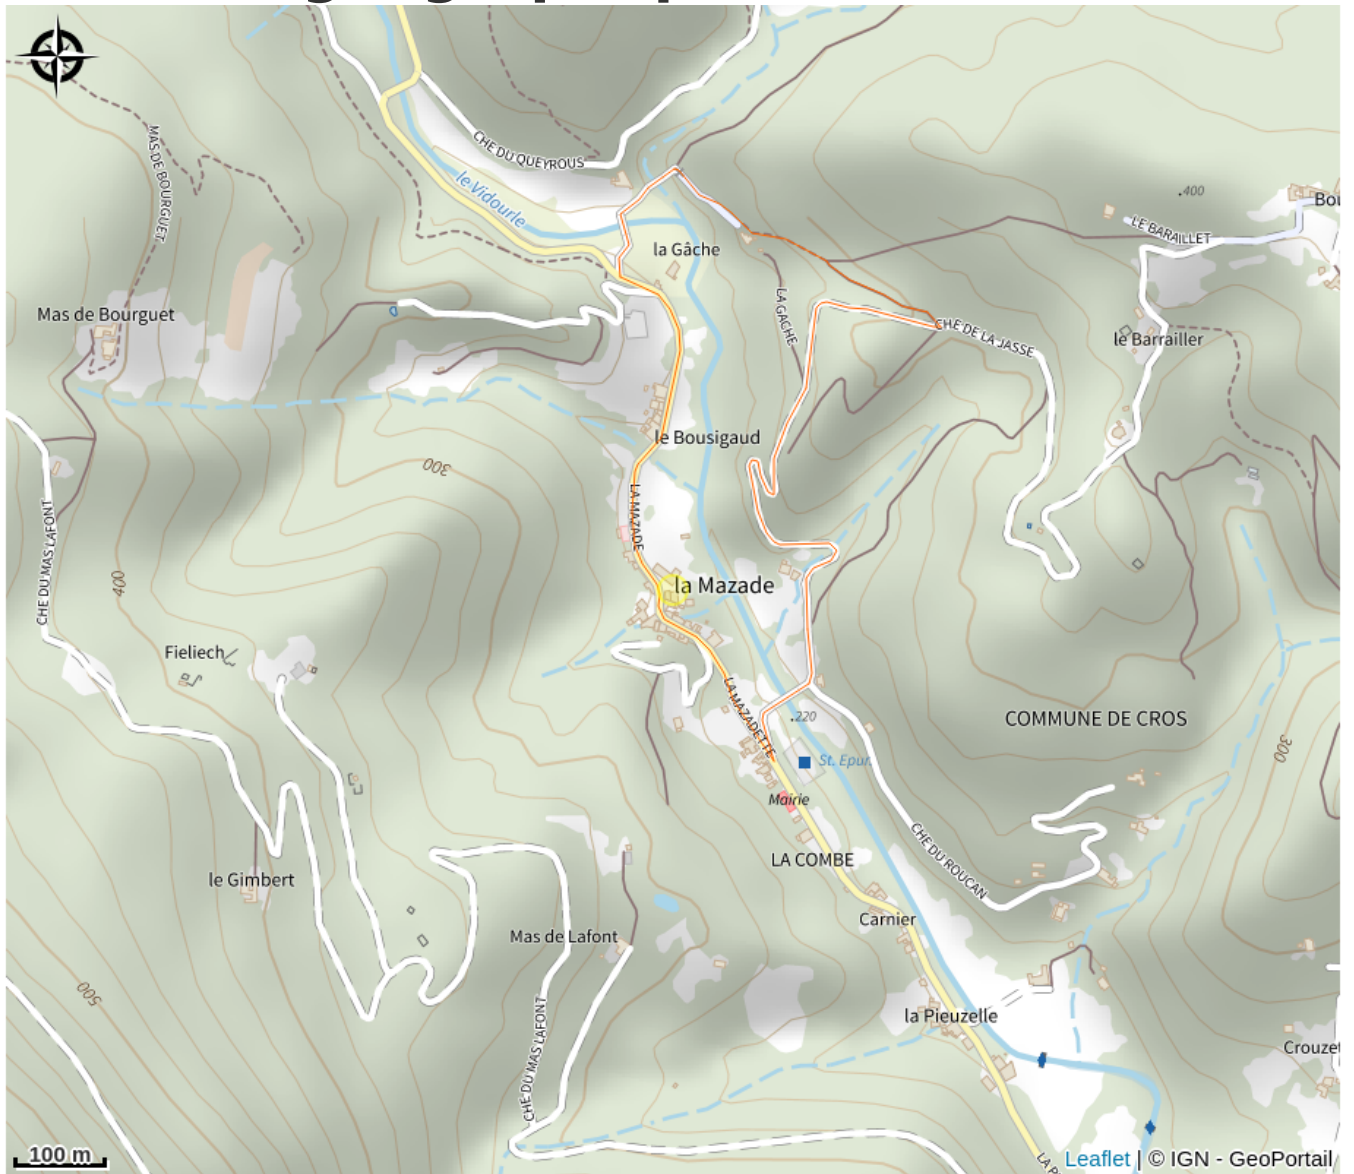 CHE DU QUEYROUS
MAS DE BOURGUET
le Vidourle
.400
LE BARAILLET
la Gâche
LA GACHE
Mas de Bourguet
CHE DE LA JASSE
le Barrailler
le Bousigaud
300
LA MAZADE
CHE DU MAS LAFONT
400
la Mazade
Fieliech
LA MAZADETTE
.220
COMMUNE DE CROS
300
St. Epur.
Mairie
LA COMBE
CHE DU ROUCAN
le Gimbert
Carnier
Mas de Lafont
500
la Pieuzelle
CHE DU MAS LAFONT
100 m
Leaflet | © IGN - GeoPortail